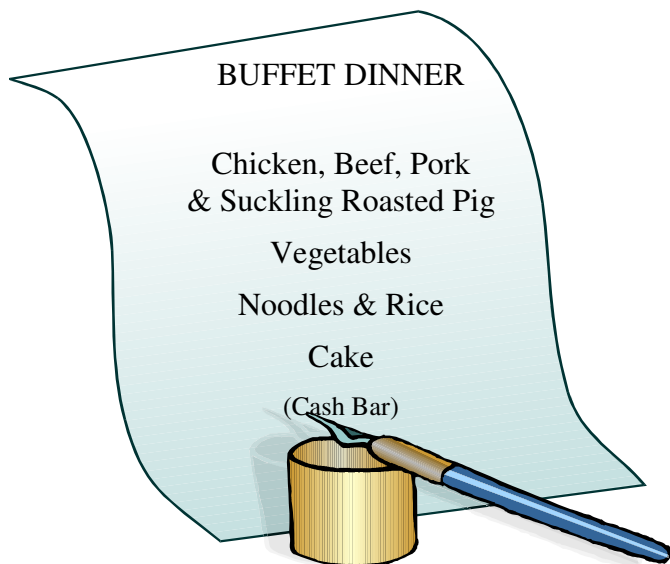 BUFFET DINNER
Chicken, Beef, Pork
& Suckling Roasted Pig
Vegetables
Noodles & Rice
Cake
(Cash Bar)